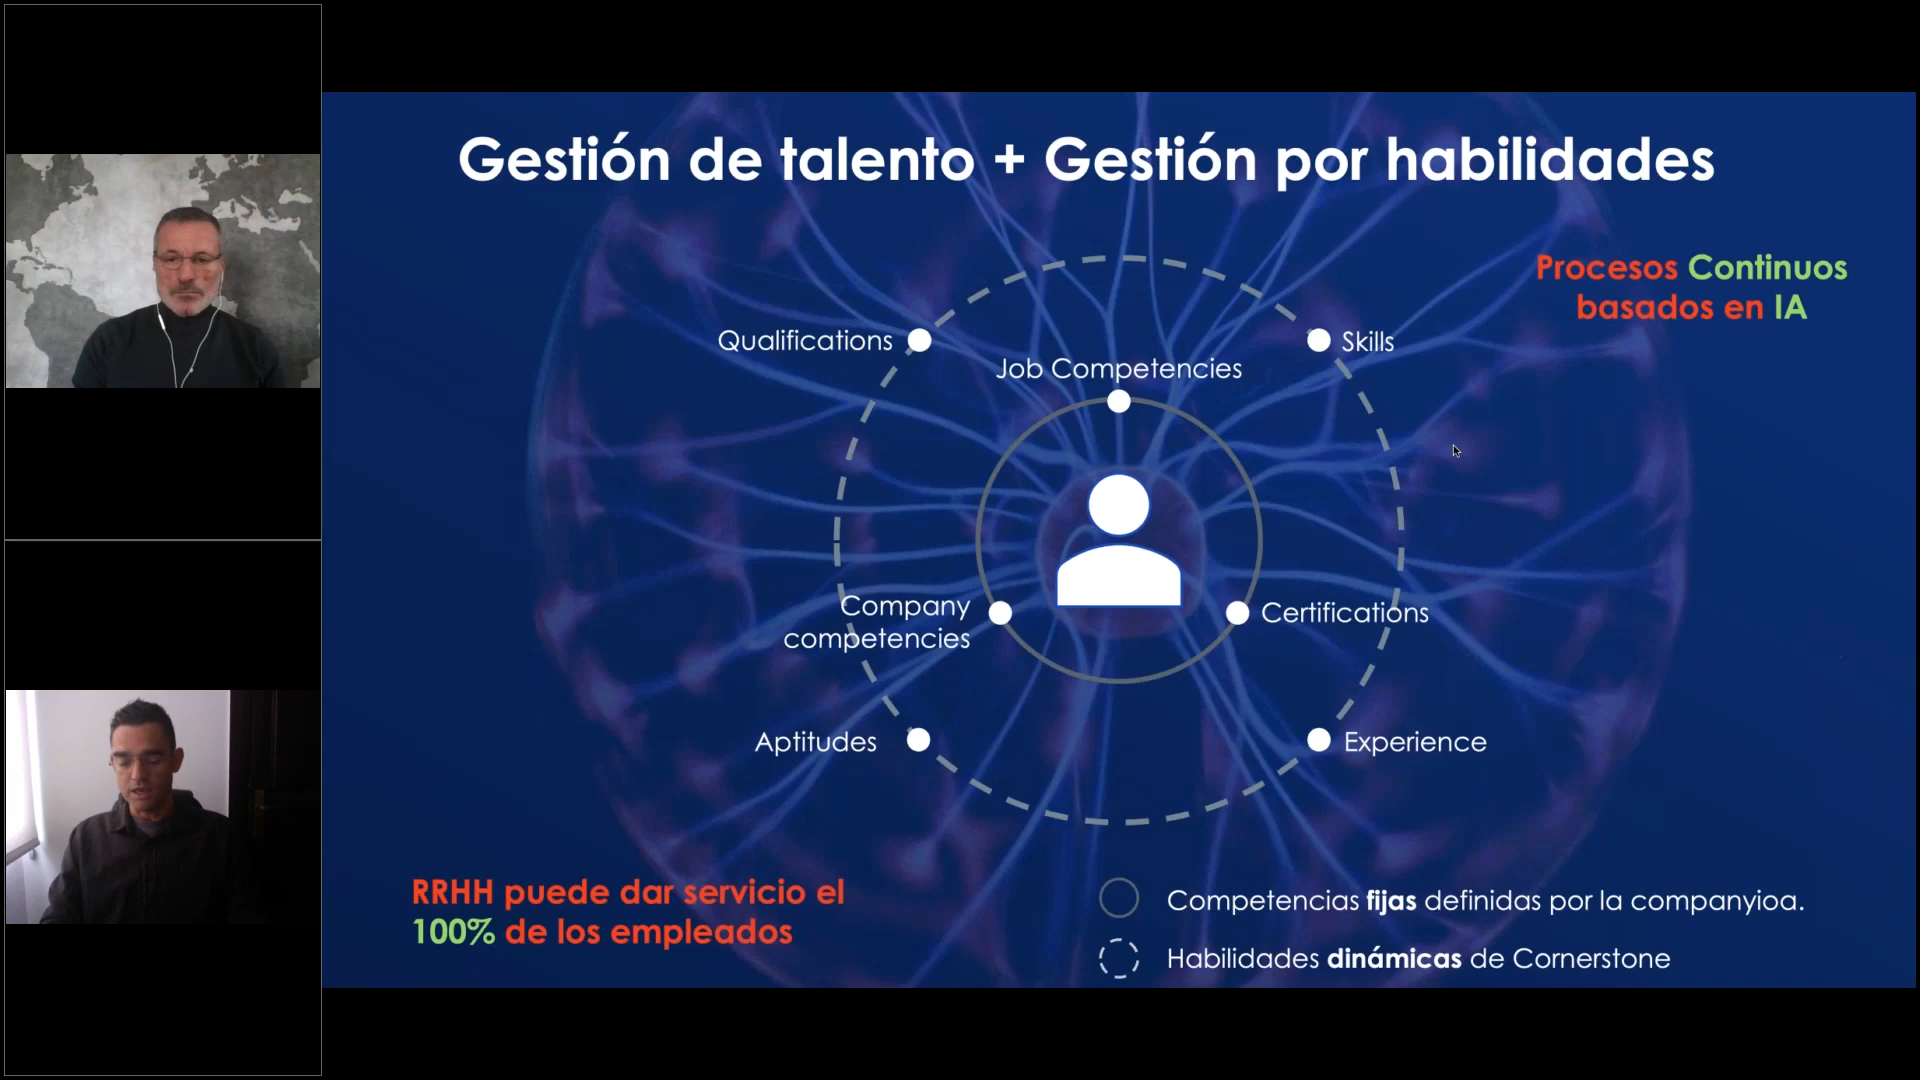 Gestión de talento + Gestión por habilidades
Procesos Continuos
basados en IA
Qualifications
Skills
Job Competencies
Company
competencies
Certifications
Aptitudes
Experience
RRHH puede dar servicio el
100% de los empleados
Competencias fijas definidas por la companyioa.
Habilidades dinámicas de Cornerstone